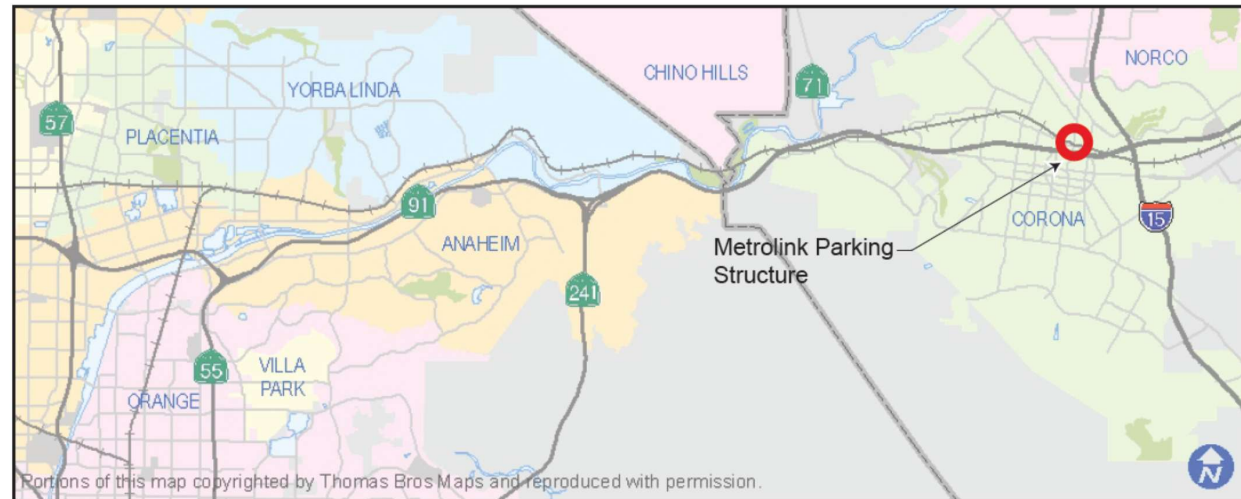 CHINO HILLS
NORCO
71
YORBA LINDA
57
PLACENTIA
91
ANAHEIM
CORONA
15
Metrolink Parking
Structure
241
VILLA
PARK
55
ORANGE
Portions of this map copyrighted by Thomas Bros Maps and reproduced with permission.
N